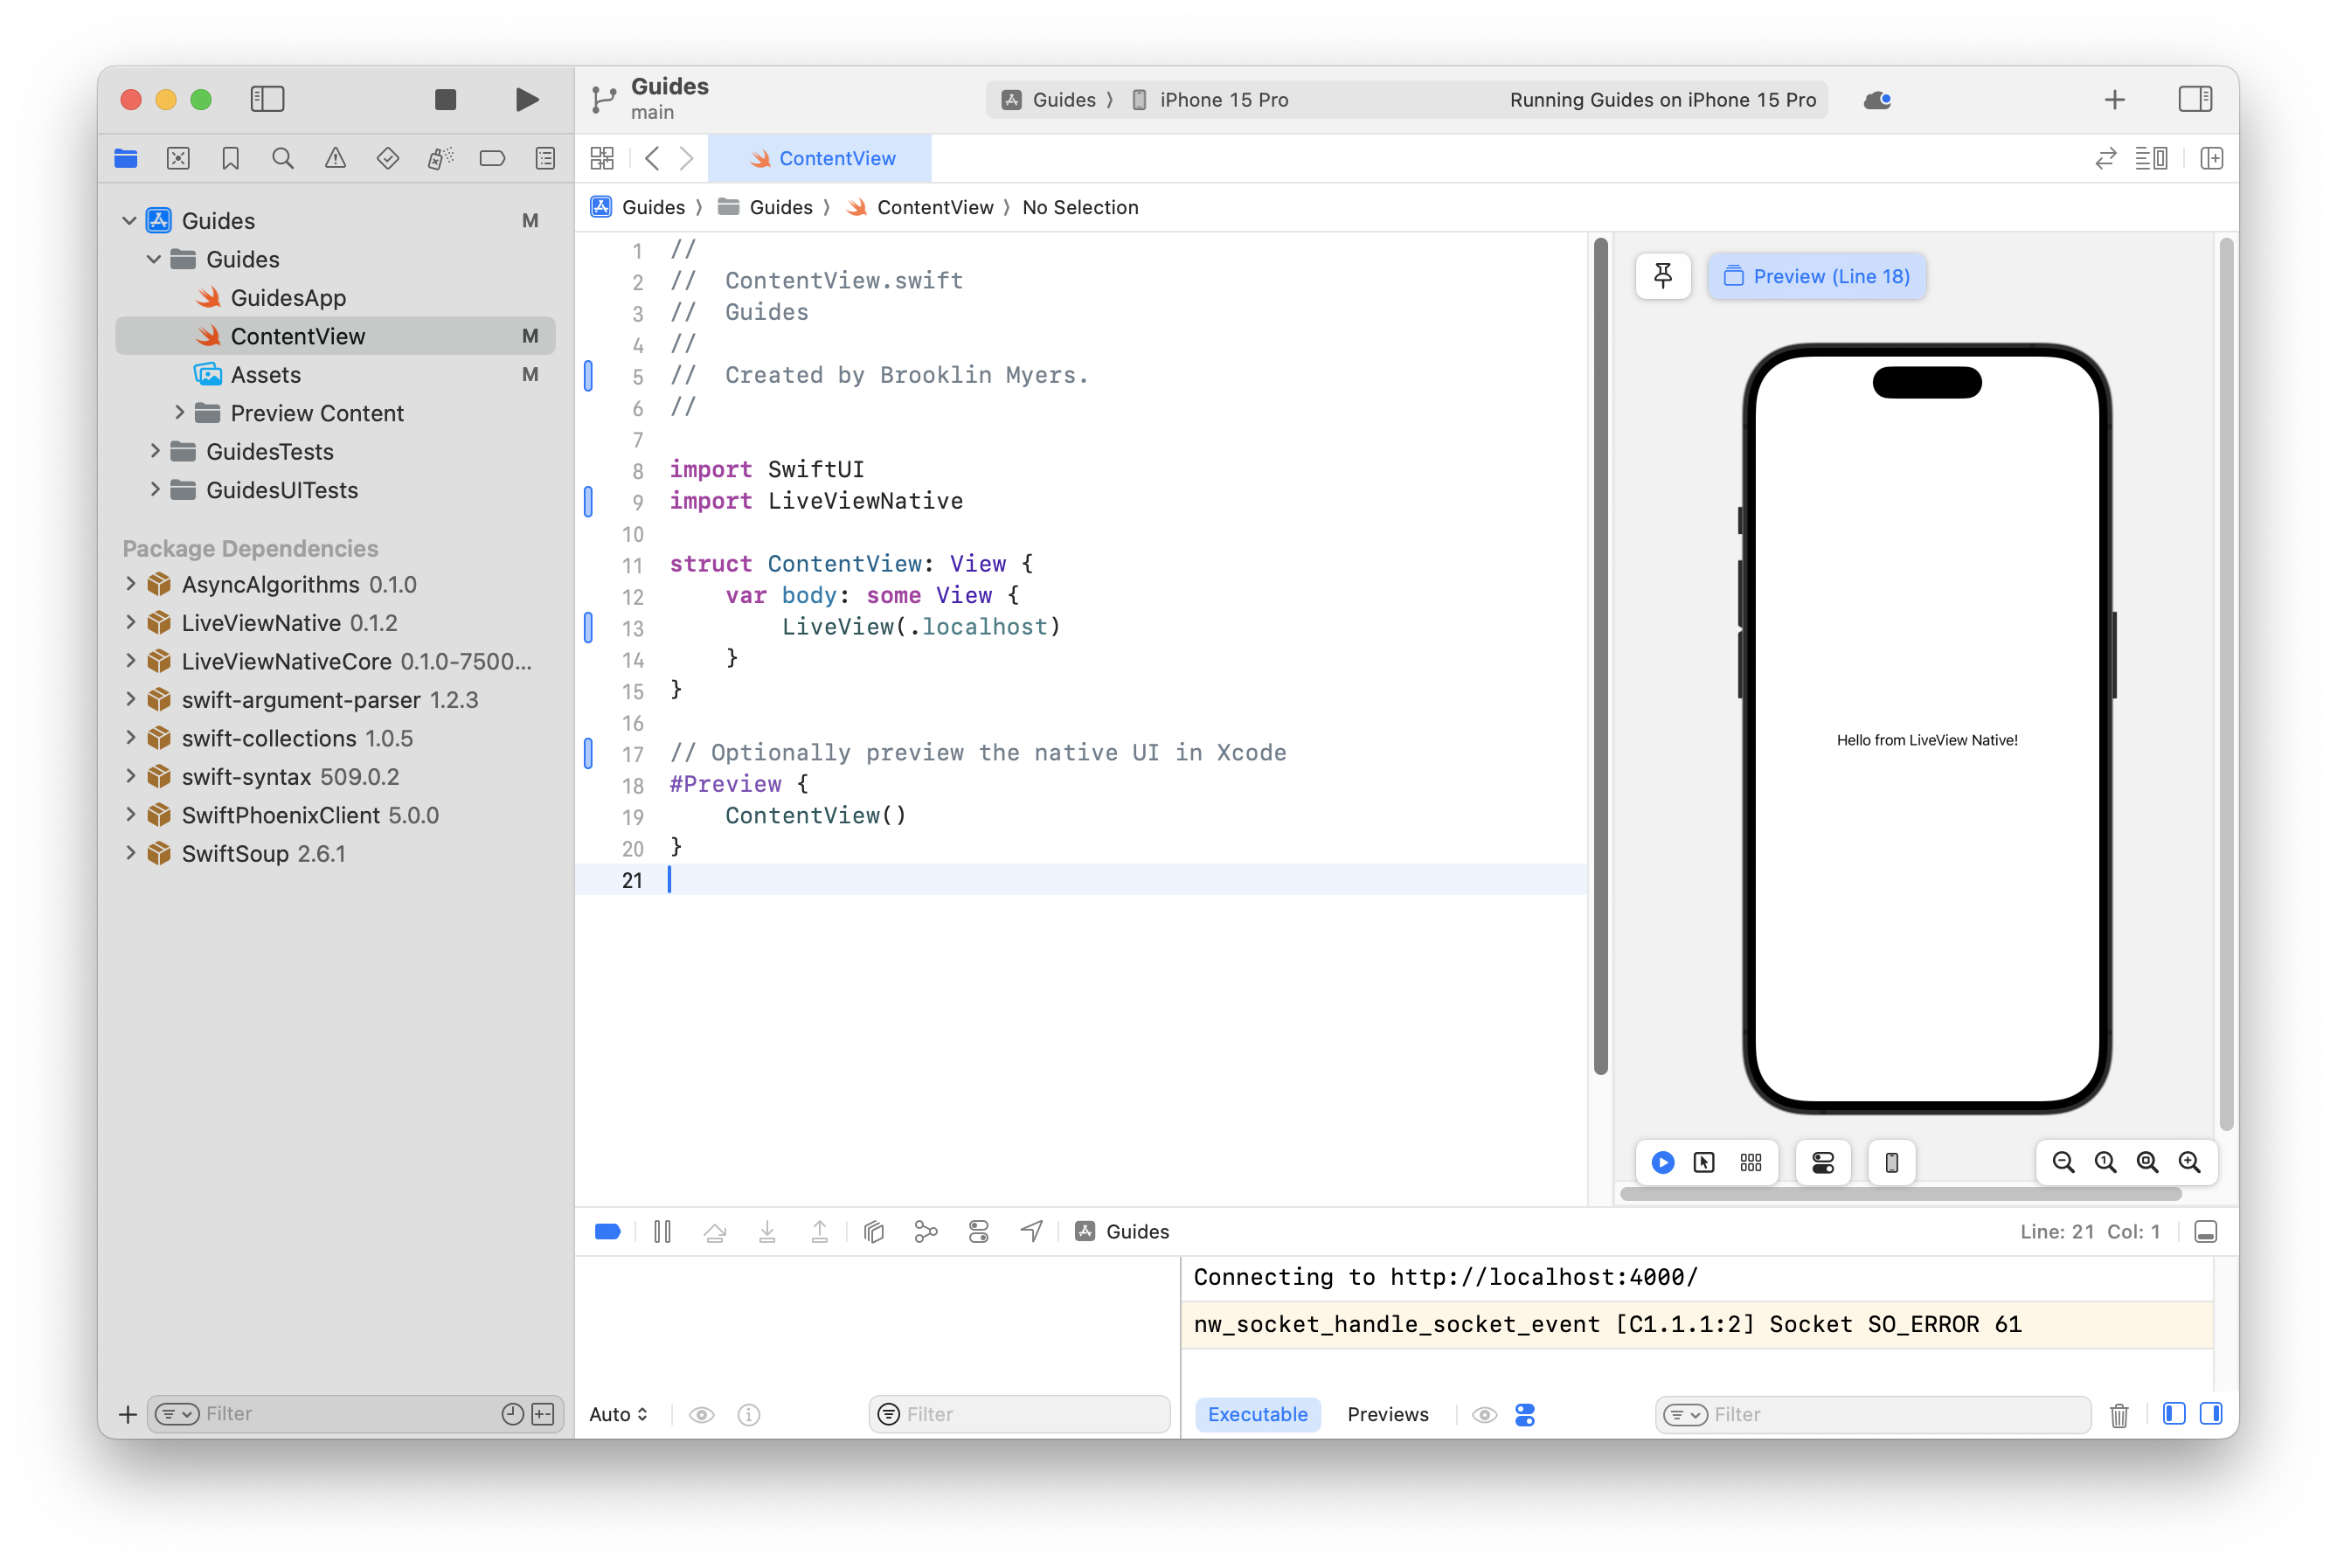 Guides
main
Guides 〉 iPhone 15 Pro
Running Guides on iPhone 15 Pro
ContentView
Guides 〉 Guides 〉 ContentView 〉 No Selection
Guides M
Guides
GuidesApp
ContentView M
Assets M
Preview Content
GuidesTests
GuidesUITests
Package Dependencies
AsyncAlgorithms 0.1.0
LiveViewNative 0.1.2
LiveViewNativeCore 0.1.0-7500...
swift-argument-parser 1.2.3
swift-collections 1.0.5
swift-syntax 509.0.2
SwiftPhoenixClient 5.0.0
SwiftSoup 2.6.1
Filter
1 //
2 //  ContentView.swift
3 //  Guides
4 //
5 //  Created by Brooklin Myers.
6 //
7
8 import SwiftUI
9 import LiveViewNative
10
11 struct ContentView: View {
12     var body: some View {
13         LiveView(.localhost)
14     }
15 }
16
17 // Optionally preview the native UI in Xcode
18 #Preview {
19     ContentView()
20 }
21
Preview (Line 18)
Hello from LiveView Native!
Guides
Line: 21 Col: 1
Connecting to http://localhost:4000/
nw_socket_handle_socket_event [C1.1.1:2] Socket SO_ERROR 61
Auto
Filter
Executable
Previews
Filter